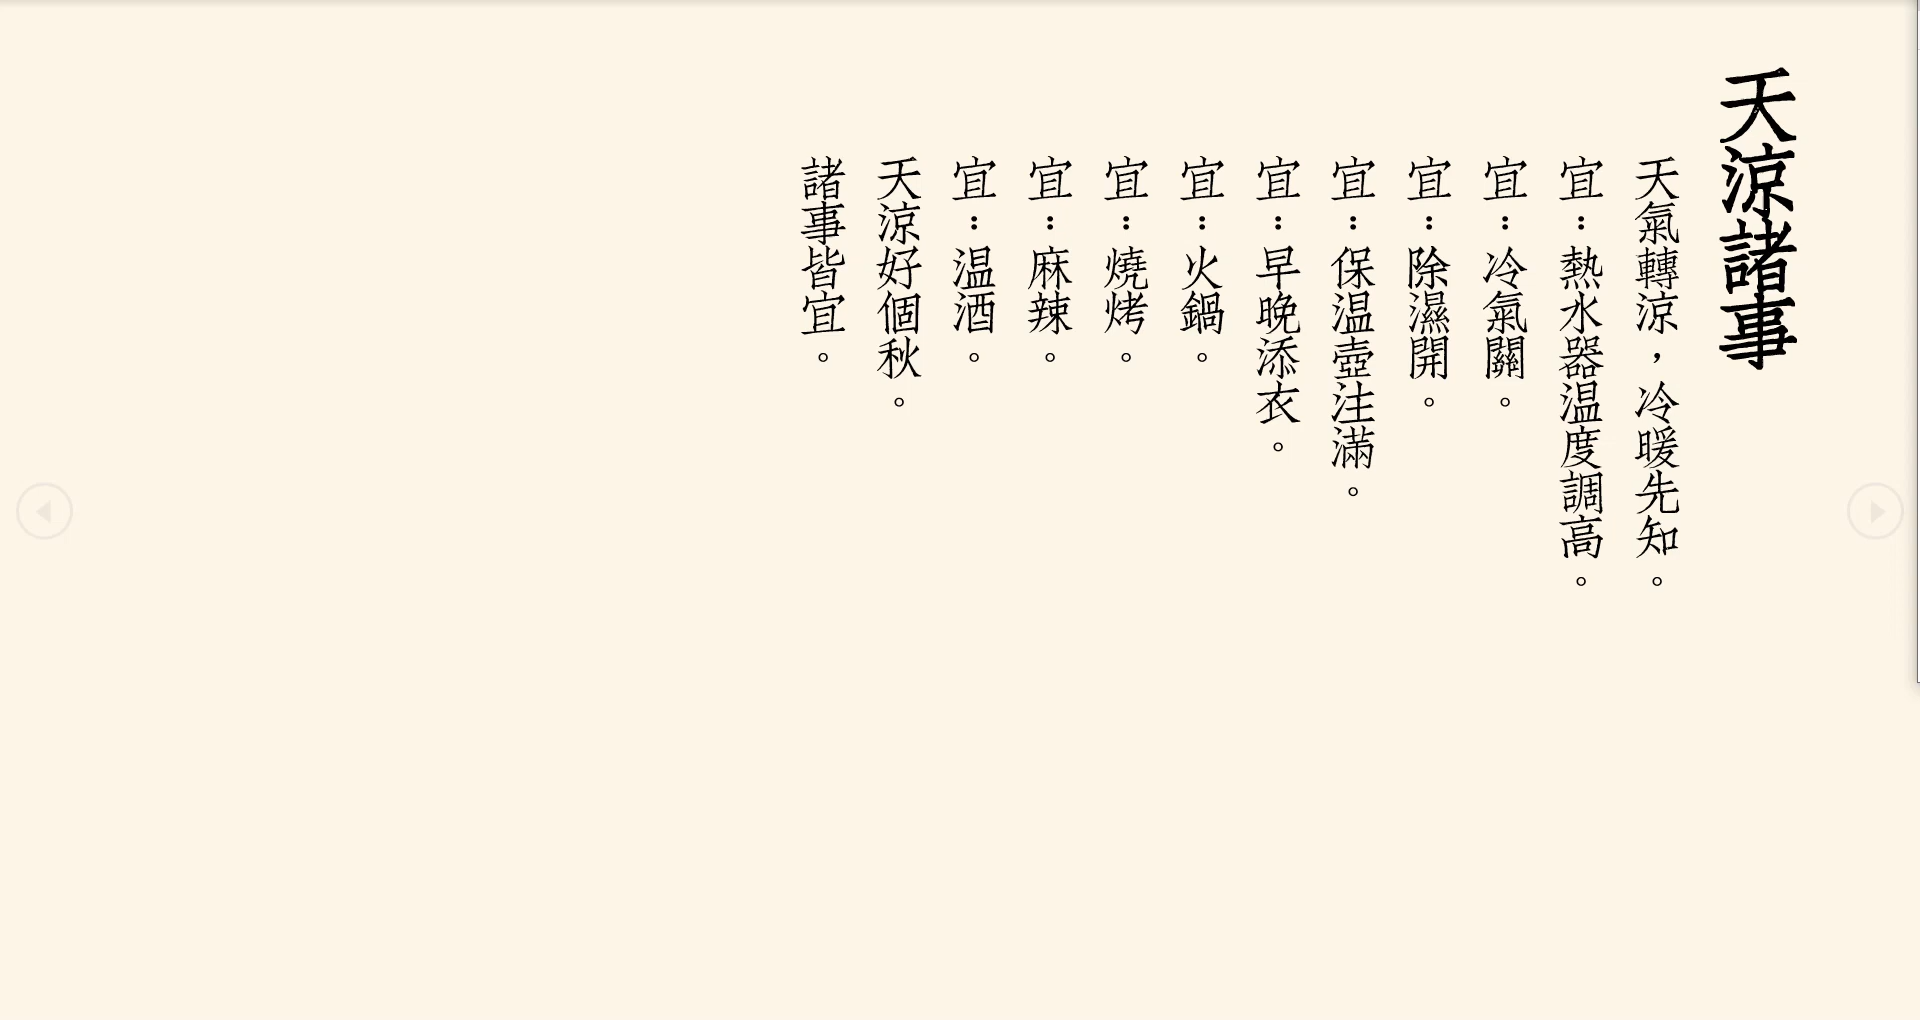 天涼諸事
天氣轉涼，冷暖先知。
宜：熱水器温度調高。
宜：冷氣關。
宜：除濕開。
宜：保温壺注滿。
宜：早晚添衣。
宜：火鍋。
宜：燒烤。
宜：麻辣。
宜：温酒。
天涼好個秋。
諸事皆宜。